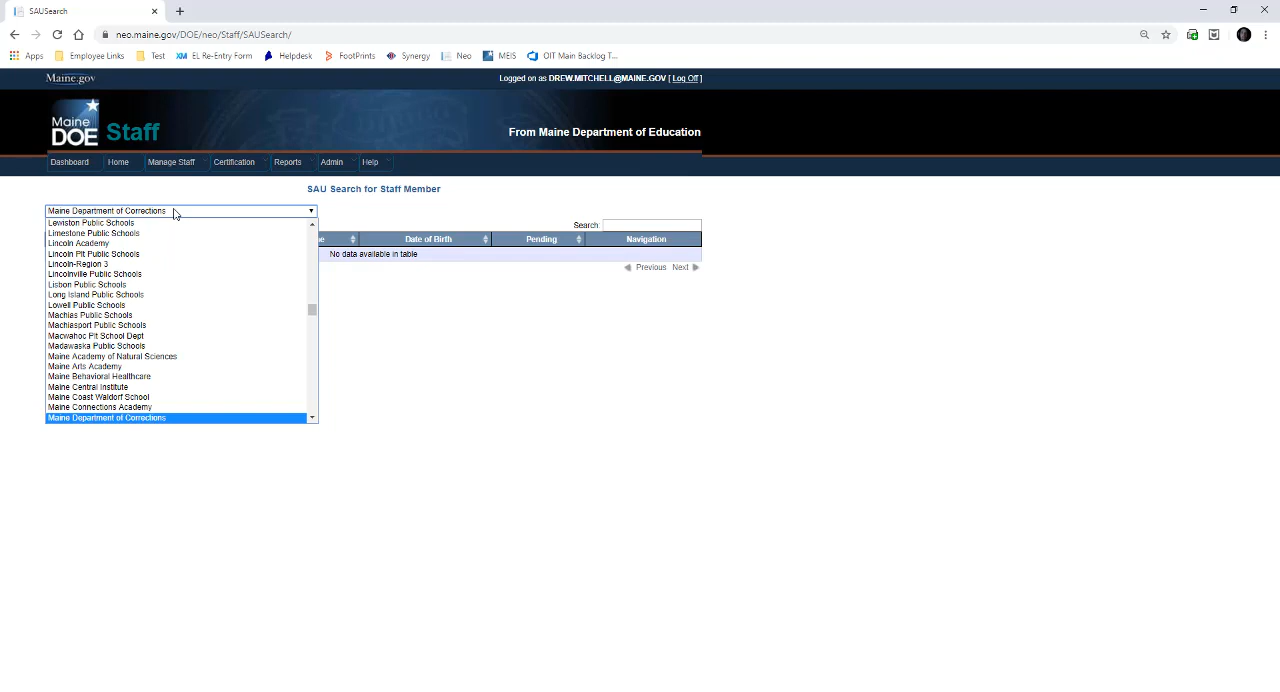 SAUSearch
neo.maine.gov/DOE/neo/Staff/SAUSearch/
Apps Employee Links Test EL Re-Entry Form Helpdesk FootPrints Synergy Neo MEIS OIT Main Backlog T...
Maine.gov Logged on as DREW.MITCHELL@MAINE.GOV [ Log Off ]
Maine
DOE Staff From Maine Department of Education
Dashboard Home Manage Staff Certification Reports Admin Help
SAU Search for Staff Member
Maine Department of Corrections
Search:
Date of Birth Pending Navigation
No data available in table
Previous Next
Lewiston Public Schools
Limestone Public Schools
Lincoln Academy
Lincoln Plt Public Schools
Lincoln-Region 3
Lincolnville Public Schools
Lisbon Public Schools
Long Island Public Schools
Lowell Public Schools
Machias Public Schools
Machiasport Public Schools
Macwahoc Plt School Dept
Madawaska Public Schools
Maine Academy of Natural Sciences
Maine Arts Academy
Maine Behavioral Healthcare
Maine Central Institute
Maine Coast Waldorf School
Maine Connections Academy
Maine Department of Corrections